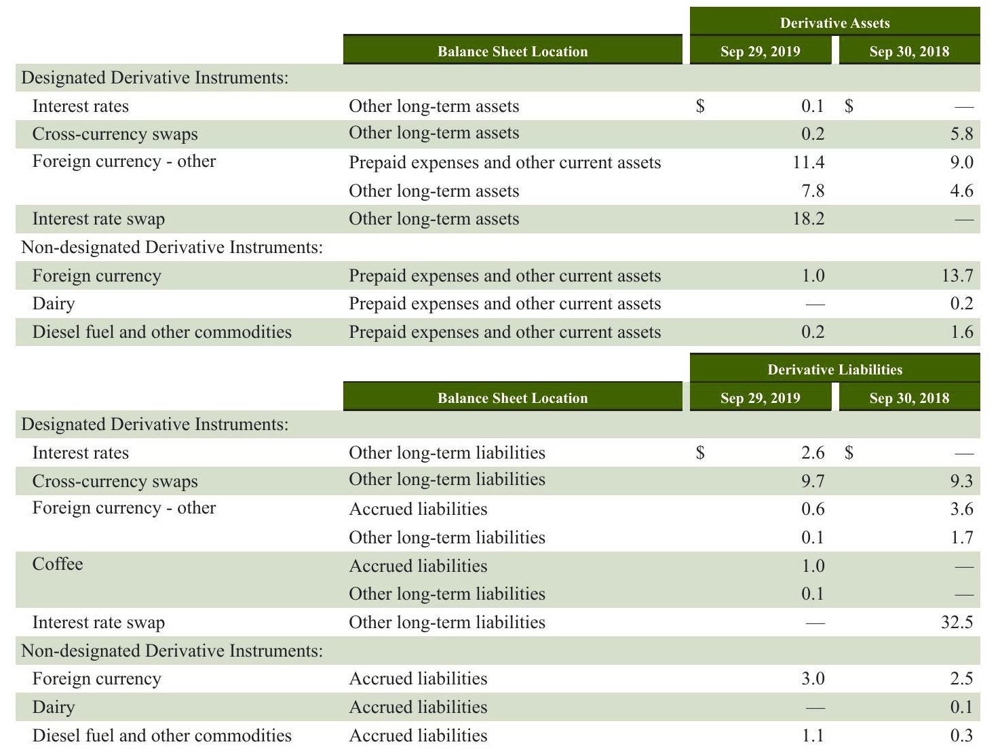 Derivative Assets
Balance Sheet Location Sep 29, 2019 Sep 30, 2018
Designated Derivative Instruments:
Interest rates Other long-term assets $ 0.1 $ —
Cross-currency swaps Other long-term assets 0.2 5.8
Foreign currency - other Prepaid expenses and other current assets 11.4 9.0
Other long-term assets 7.8 4.6
Interest rate swap Other long-term assets 18.2 —
Non-designated Derivative Instruments:
Foreign currency Prepaid expenses and other current assets 1.0 13.7
Dairy Prepaid expenses and other current assets — 0.2
Diesel fuel and other commodities Prepaid expenses and other current assets 0.2 1.6
Derivative Liabilities
Balance Sheet Location Sep 29, 2019 Sep 30, 2018
Designated Derivative Instruments:
Interest rates Other long-term liabilities $ 2.6 $ —
Cross-currency swaps Other long-term liabilities 9.7 9.3
Foreign currency - other Accrued liabilities 0.6 3.6
Other long-term liabilities 0.1 1.7
Coffee Accrued liabilities 1.0 —
Other long-term liabilities 0.1 —
Interest rate swap Other long-term liabilities — 32.5
Non-designated Derivative Instruments:
Foreign currency Accrued liabilities 3.0 2.5
Dairy Accrued liabilities — 0.1
Diesel fuel and other commodities Accrued liabilities 1.1 0.3